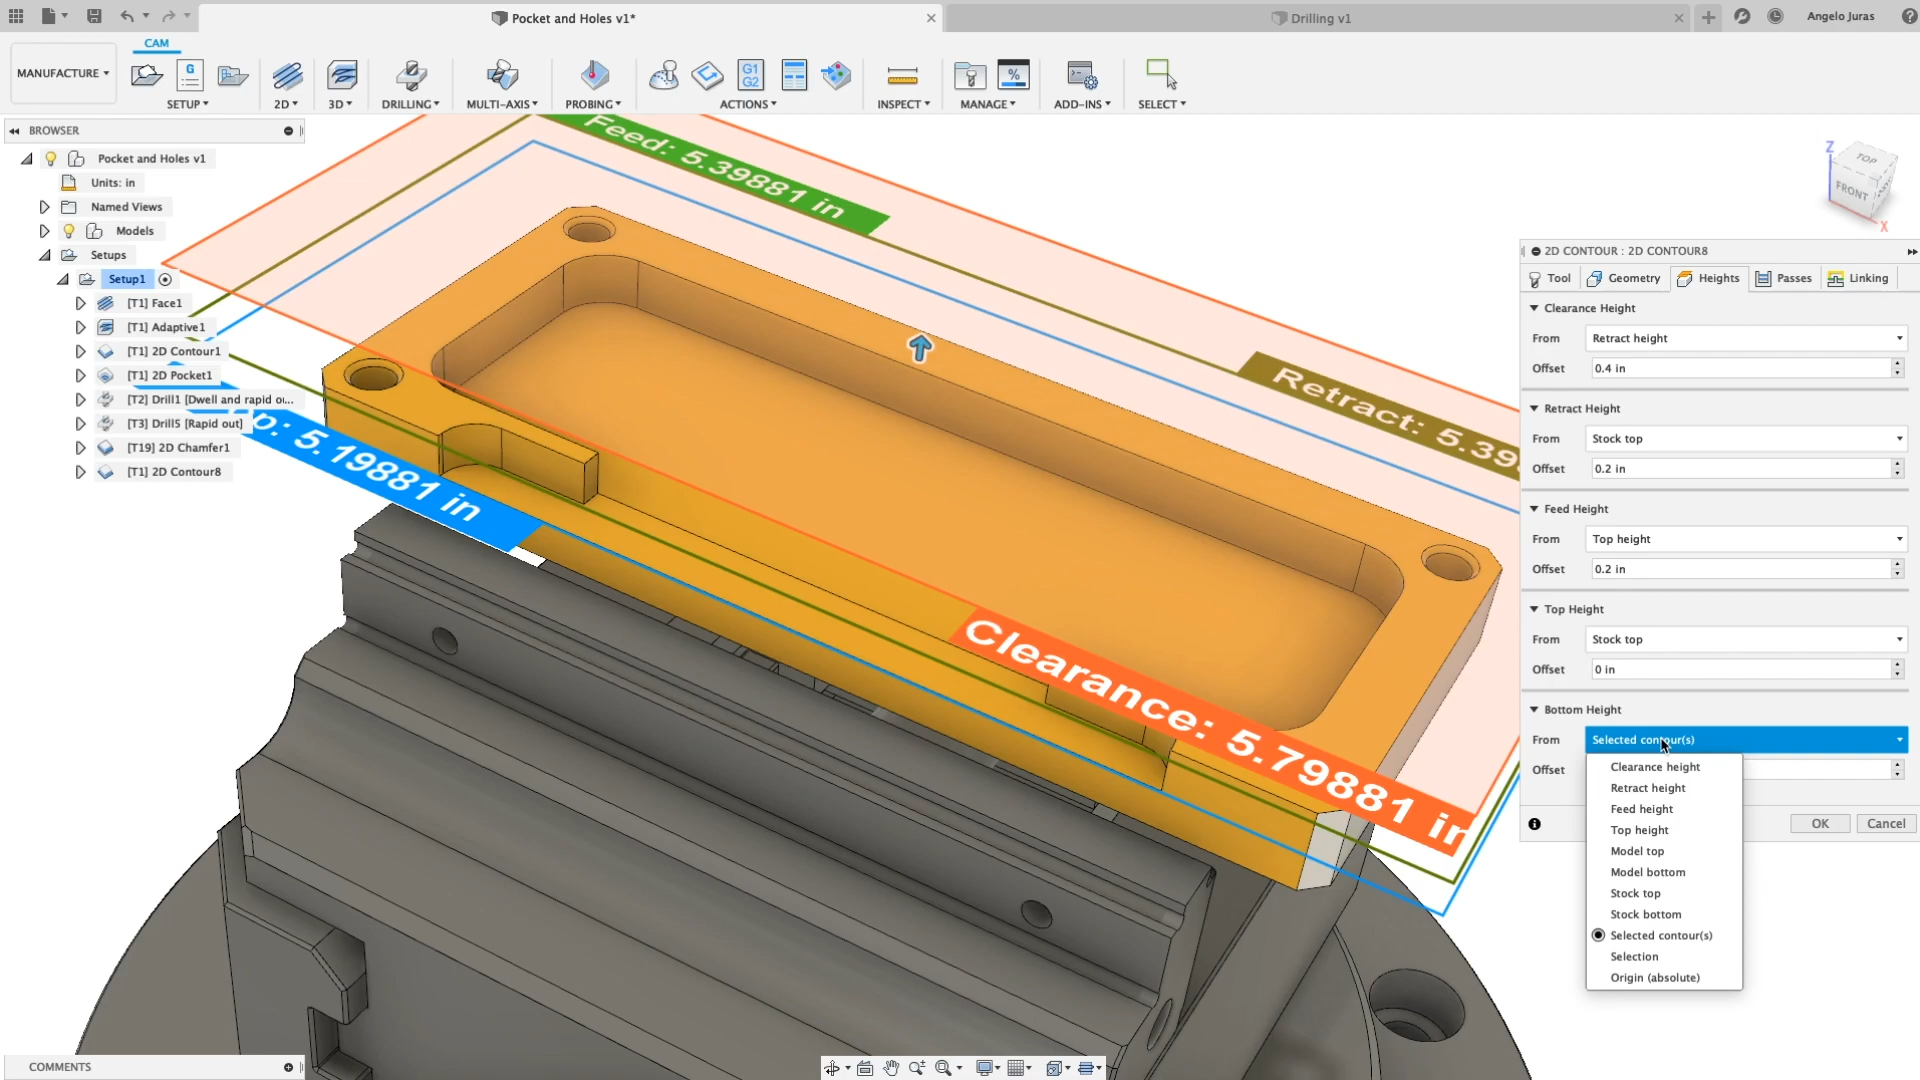 Pocket and Holes v1*
Drilling v1
Angelo Juras
MANUFACTURE
CAM
SETUP
2D
3D
DRILLING
MULTI-AXIS
PROBING
G1
G2
ACTIONS
INSPECT
MANAGE
ADD-INS
SELECT
BROWSER
Pocket and Holes v1
Units: in
Named Views
Models
Setups
Setup1
[T1] Face1
[T1] Adaptive1
[T1] 2D Contour1
[T1] 2D Pocket1
[T2] Drill1 [Dwell and rapid o...
[T3] Drill5 [Rapid out]
[T19] 2D Chamfer1
[T1] 2D Contour8
Feed: 5.39881 in
Retract: 5.39
p: 5.19881 in
Clearance: 5.79881 in
Z
TOP
FRONT
X
2D CONTOUR : 2D CONTOUR8
Tool
Geometry
Heights
Passes
Linking
Clearance Height
From Retract height
Offset 0.4 in
Retract Height
From Stock top
Offset 0.2 in
Feed Height
From Top height
Offset 0.2 in
Top Height
From Stock top
Offset 0 in
Bottom Height
From Selected contour(s)
Offset
Clearance height
Retract height
Feed height
Top height
Model top
Model bottom
Stock top
Stock bottom
Selected contour(s)
Selection
Origin (absolute)
OK
Cancel
COMMENTS